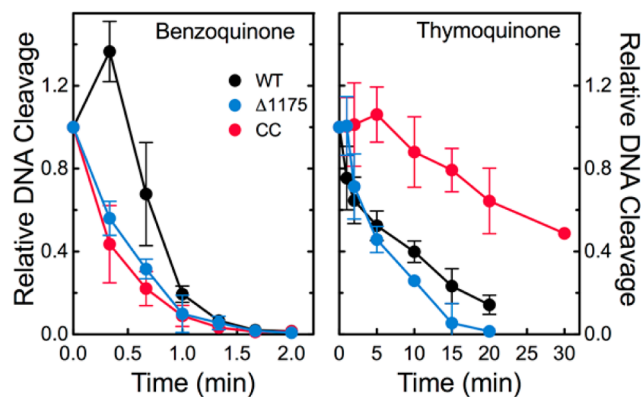 Benzoquinone
Thymoquinone
WT
Δ1175
CC
Relative DNA Cleavage
1.2
0.8
0.4
0.0
0.0 0.5 1.0 1.5 2.0
0 5 10 15 20 25 30
Time (min)
Time (min)
1.2
0.8
0.4
0.0
Relative DNA Cleavage